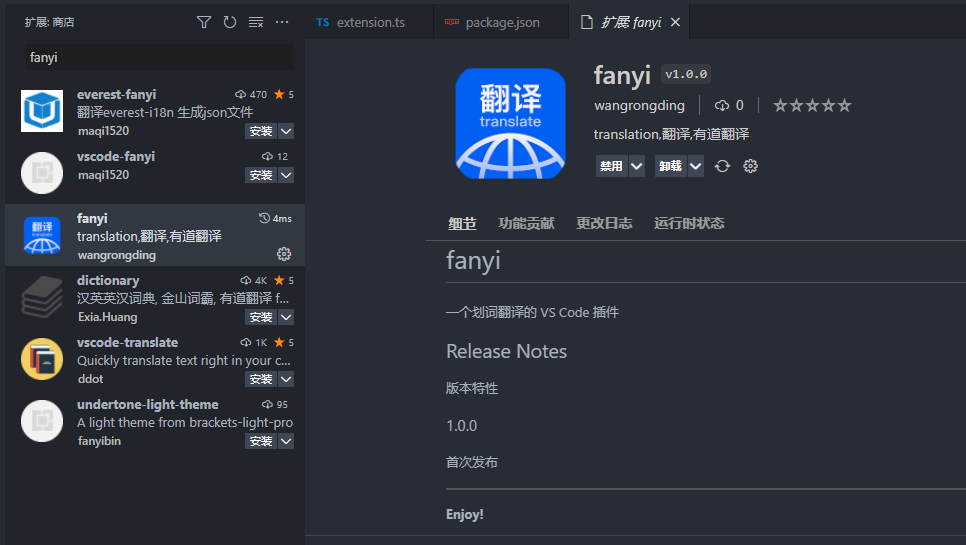 扩展: 商店
fanyi
everest-fanyi 470 5
翻译everest-i18n 生成json文件
maqi1520 安装
vscode-fanyi 12
maqi1520 安装
fanyi 4ms
translation,翻译,有道翻译
wangrongding
dictionary 4K 5
汉英英汉词典, 金山词霸, 有道翻译 f...
Exia.Huang 安装
vscode-translate 1K 5
Quickly translate text right in your c...
ddot 安装
undertone-light-theme 95
A light theme from brackets-light-pro
fanyibin 安装
TS extension.ts package.json 扩展 fanyi
翻译
translate
fanyi v1.0.0
wangrongding 0
translation,翻译,有道翻译
禁用 卸载
细节 功能贡献 更改日志 运行时状态
fanyi
一个划词翻译的 VS Code 插件
Release Notes
版本特性
1.0.0
首次发布
Enjoy!